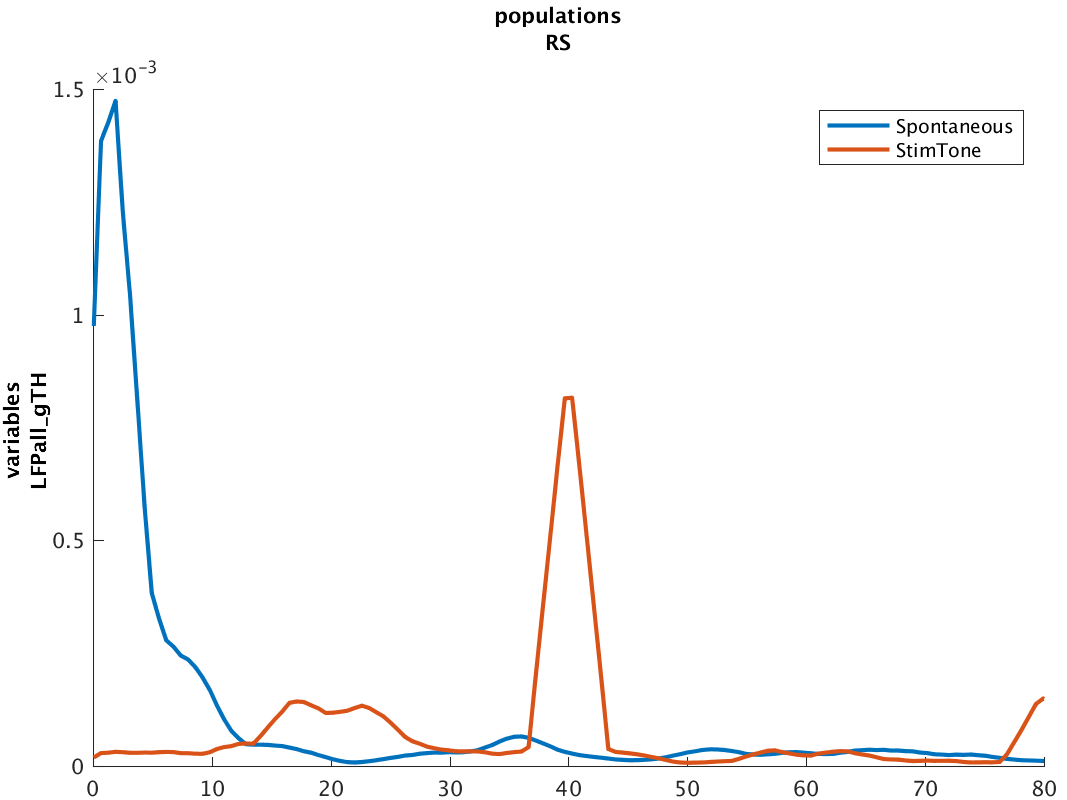 populations
RS
×10⁻³
1.5
1
0.5
0
variables
LFPall_gTH
Spontaneous
StimTone
0 10 20 30 40 50 60 70 80